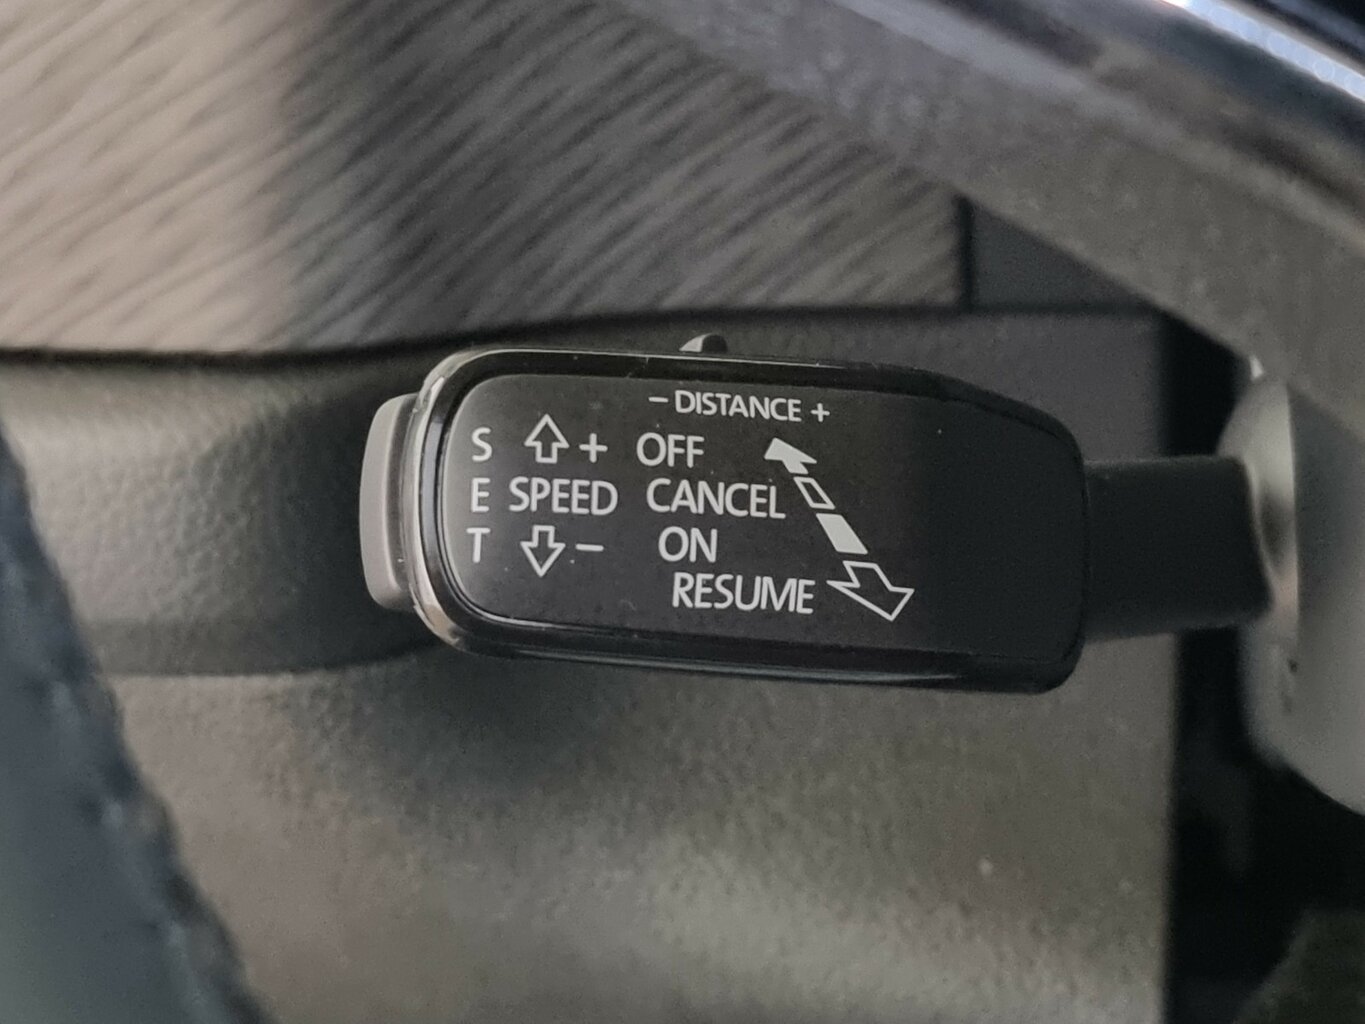 − DISTANCE +
S + OFF
E SPEED CANCEL
T − ON
RESUME